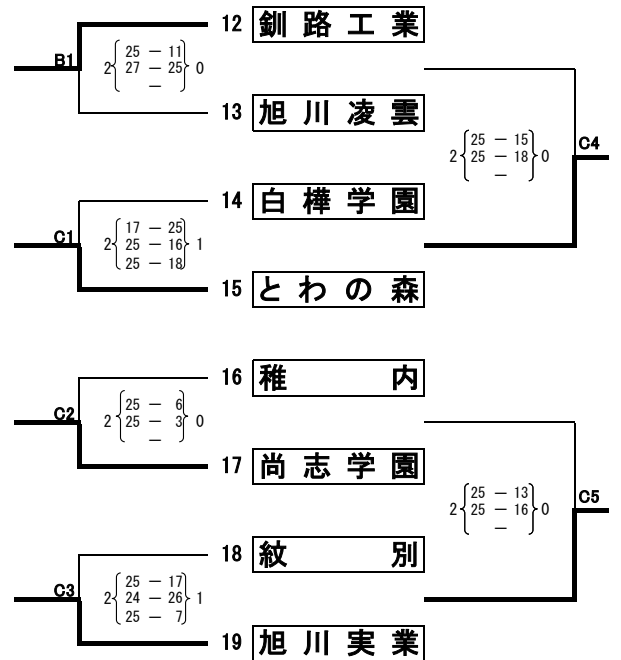 12 釧路工業
B1
2 25 － 11 0
27 － 25
－
13 旭川凌雲
C4
2 25 － 15 0
25 － 18
－
14 白樺学園
C1
2 17 － 25 1
25 － 16
25 － 18
15 とわの森
16 稚内
C2
2 25 － 6 0
25 － 3
－
17 尚志学園
C5
2 25 － 13 0
25 － 16
－
18 紋別
C3
2 25 － 17 1
24 － 26
25 － 7
19 旭川実業